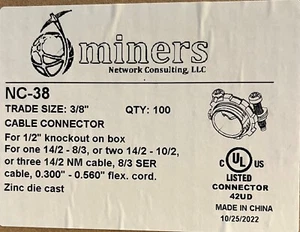 miners
Network Consulting, LLC
NC-38
TRADE SIZE: 3/8" QTY: 100
CABLE CONNECTOR
For 1/2" knockout on box
For one 14/2 - 8/3, or two 14/2 - 10/2,
or three 14/2 NM cable, 8/3 SER
cable, 0.300" - 0.560" flex. cord.
Zinc die cast
C UL US
LISTED
CONNECTOR
42UD
MADE IN CHINA
10/25/2022